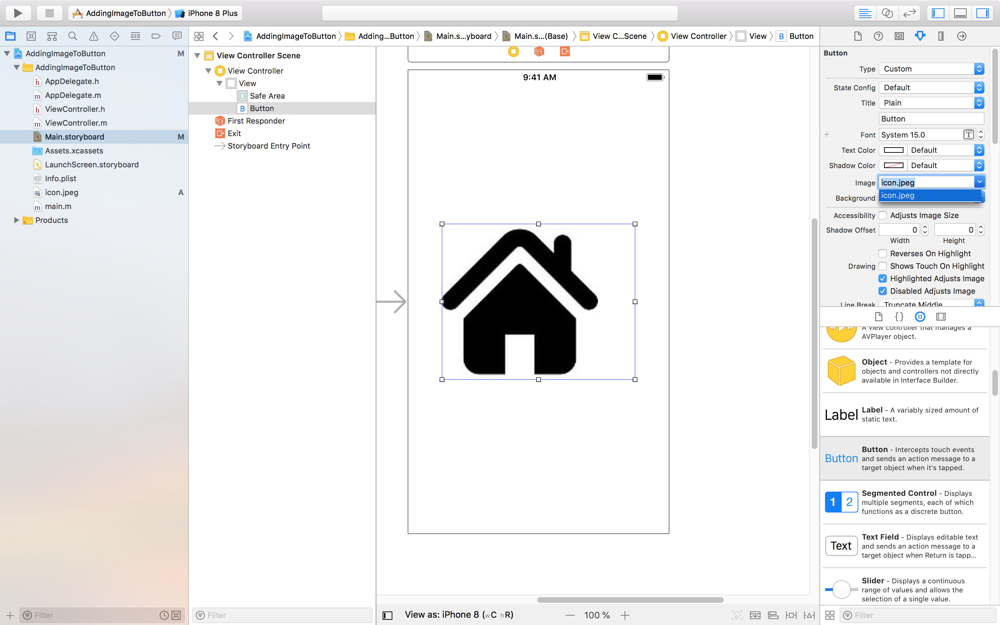 AddingImageToButton
iPhone 8 Plus
AddingImageToButton
Adding...Button
Main.s...yboard
Main.s...(Base)
View C...Scene
View Controller
View
B Button
AddingImageToButton M
AddingImageToButton
h AppDelegate.h
m AppDelegate.m
h ViewController.h
m ViewController.m
Main.storyboard M
Assets.xcassets
LaunchScreen.storyboard
Info.plist
icon.jpeg A
m main.m
Products
Filter
View Controller Scene
View Controller
View
Safe Area
B Button
First Responder
Exit
Storyboard Entry Point
Filter
9:41 AM
View as: iPhone 8 (wC hR)
100 %
Button
Type Custom
State Config Default
Title Plain
Button
Font System 15.0 T
Text Color Default
Shadow Color Default
Image icon.jpeg
icon.jpeg
Background
Accessibility Adjusts Image Size
Shadow Offset 0 0
Width Height
Reverses On Highlight
Drawing Shows Touch On Highlight
Highlighted Adjusts Image
Disabled Adjusts Image
Line Break Truncate Middle
{}
A view controller that manages a
AVPlayer object.
Object - Provides a template for
objects and controllers not directly
available in Interface Builder.
Label
Label - A variably sized amount of
static text.
Button
Button - Intercepts touch events
and sends an action message to a
target object when it's tapped.
1 2
Segmented Control - Displays
multiple segments, each of which
functions as a discrete button.
Text
Text Field - Displays editable text
and sends an action message to a
target object when Return is tapp...
Slider - Displays a continuous
range of values and allows the
selection of a single value.
Filter